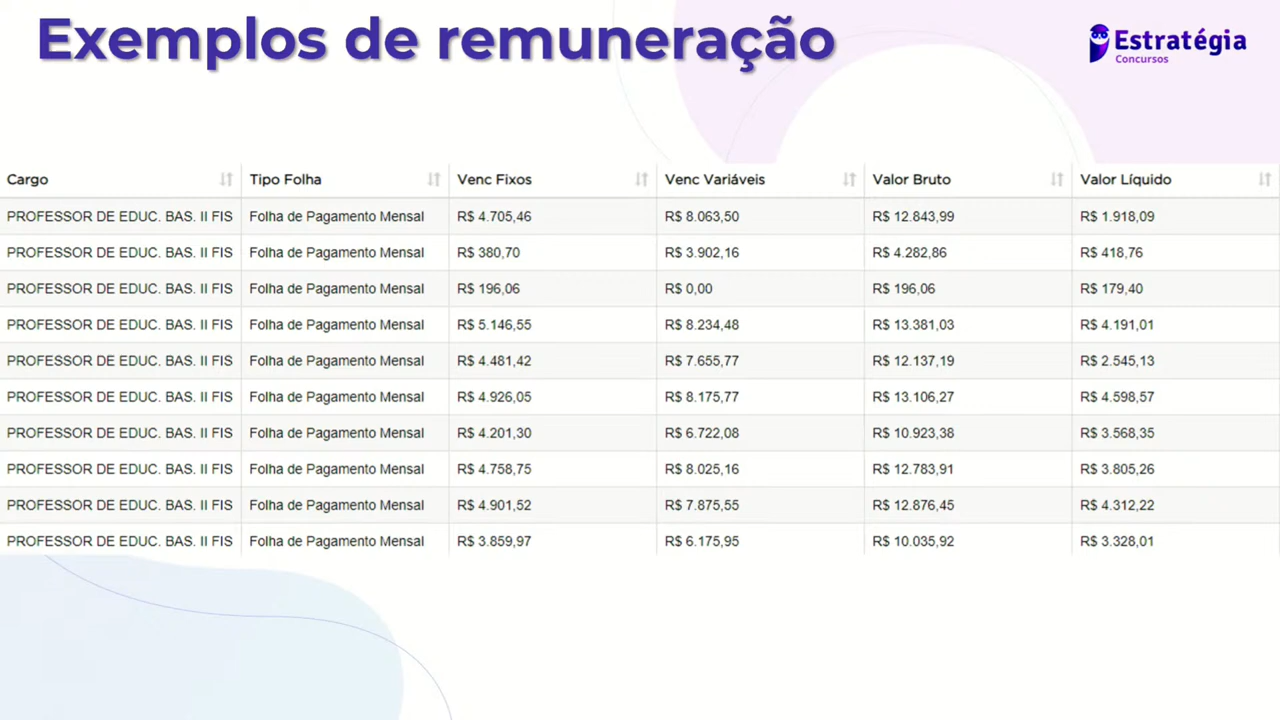 Exemplos de remuneração
Estratégia
Concursos
Cargo Tipo Folha Venc Fixos Venc Variáveis Valor Bruto Valor Líquido
PROFESSOR DE EDUC. BAS. II FIS Folha de Pagamento Mensal R$ 4.705,46 R$ 8.063,50 R$ 12.843,99 R$ 1.918,09
PROFESSOR DE EDUC. BAS. II FIS Folha de Pagamento Mensal R$ 380,70 R$ 3.902,16 R$ 4.282,86 R$ 418,76
PROFESSOR DE EDUC. BAS. II FIS Folha de Pagamento Mensal R$ 196,06 R$ 0,00 R$ 196,06 R$ 179,40
PROFESSOR DE EDUC. BAS. II FIS Folha de Pagamento Mensal R$ 5.146,55 R$ 8.234,48 R$ 13.381,03 R$ 4.191,01
PROFESSOR DE EDUC. BAS. II FIS Folha de Pagamento Mensal R$ 4.481,42 R$ 7.655,77 R$ 12.137,19 R$ 2.545,13
PROFESSOR DE EDUC. BAS. II FIS Folha de Pagamento Mensal R$ 4.926,05 R$ 8.175,77 R$ 13.106,27 R$ 4.598,57
PROFESSOR DE EDUC. BAS. II FIS Folha de Pagamento Mensal R$ 4.201,30 R$ 6.722,08 R$ 10.923,38 R$ 3.568,35
PROFESSOR DE EDUC. BAS. II FIS Folha de Pagamento Mensal R$ 4.758,75 R$ 8.025,16 R$ 12.783,91 R$ 3.805,26
PROFESSOR DE EDUC. BAS. II FIS Folha de Pagamento Mensal R$ 4.901,52 R$ 7.875,55 R$ 12.876,45 R$ 4.312,22
PROFESSOR DE EDUC. BAS. II FIS Folha de Pagamento Mensal R$ 3.859,97 R$ 6.175,95 R$ 10.035,92 R$ 3.328,01